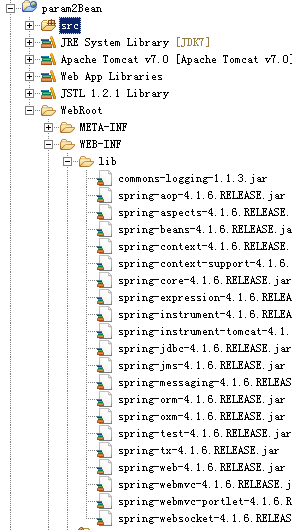 param2Bean
src
JRE System Library [JDK7]
Apache Tomcat v7.0 [Apache Tomcat v7.0]
Web App Libraries
JSTL 1.2.1 Library
WebRoot
META-INF
WEB-INF
lib
commons-logging-1.1.3.jar
spring-aop-4.1.6.RELEASE.jar
spring-aspects-4.1.6.RELEASE.
spring-beans-4.1.6.RELEASE.jar
spring-context-4.1.6.RELEASE.
spring-context-support-4.1.6.
spring-core-4.1.6.RELEASE.jar
spring-expression-4.1.6.RELEA
spring-instrument-4.1.6.RELEA
spring-instrument-tomcat-4.1.
spring-jdbc-4.1.6.RELEASE.jar
spring-jms-4.1.6.RELEASE.jar
spring-messaging-4.1.6.RELEAS
spring-orm-4.1.6.RELEASE.jar
spring-oxm-4.1.6.RELEASE.jar
spring-test-4.1.6.RELEASE.jar
spring-tx-4.1.6.RELEASE.jar
spring-web-4.1.6.RELEASE.jar
spring-webmvc-4.1.6.RELEASE.j
spring-webmvc-portlet-4.1.6.R
spring-websocket-4.1.6.RELEAS